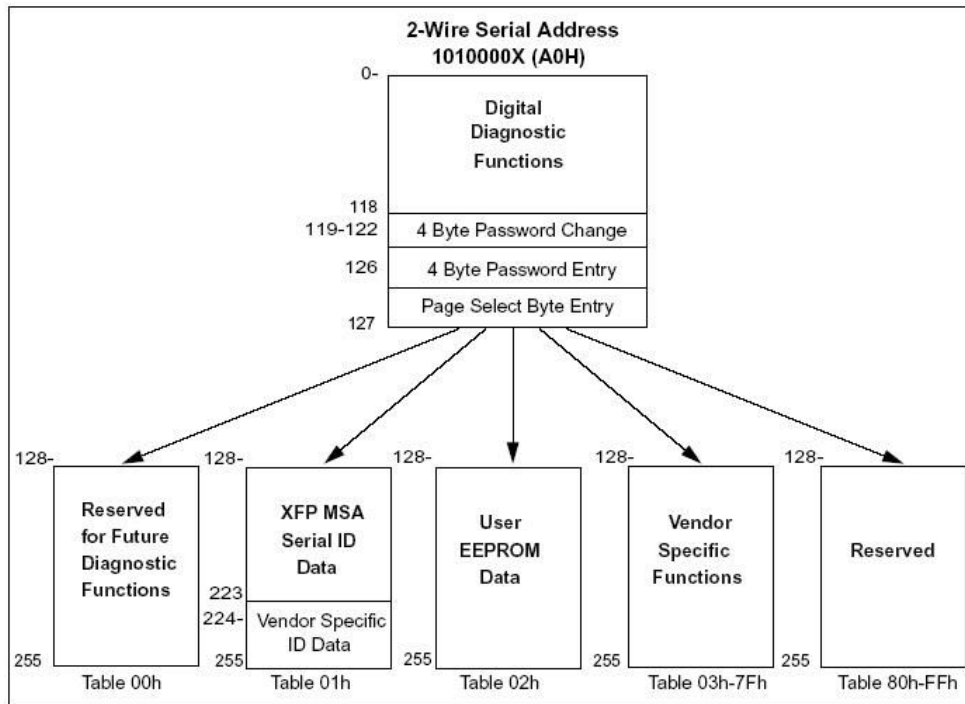 2-Wire Serial Address
1010000X (A0H)
0-
Digital
Diagnostic
Functions
118
119-122
4 Byte Password Change
126
4 Byte Password Entry
Page Select Byte Entry
127
128-
Reserved
for Future
Diagnostic
Functions
255
Table 00h
128-
XFP MSA
Serial ID
Data
223
224-
Vendor Specific
ID Data
255
Table 01h
128-
User
EEPROM
Data
255
Table 02h
128-
Vendor
Specific
Functions
255
Table 03h-7Fh
128-
Reserved
255
Table 80h-FFh